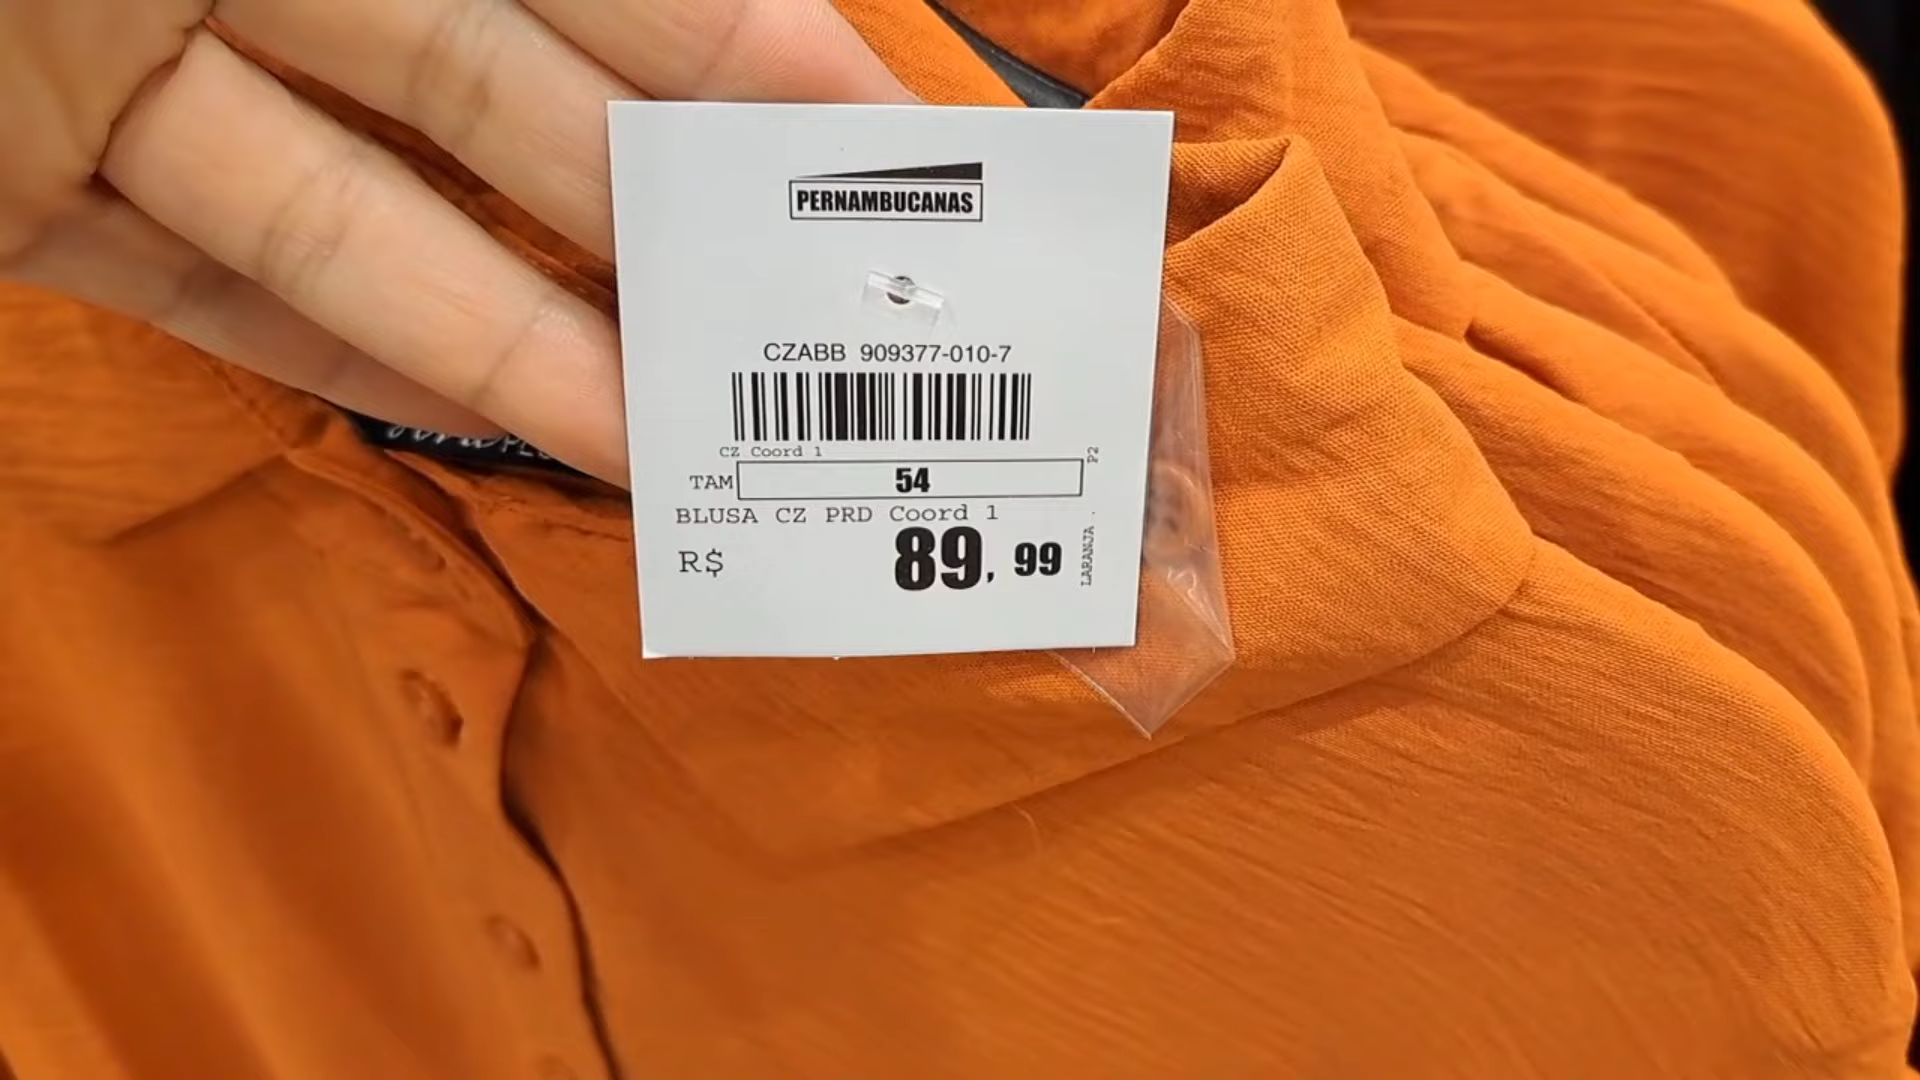 PERNAMBUCANAS
CZABB 909377-010-7
CZ Coord 1
P2
TAM 54
BLUSA CZ PRD Coord 1
R$ 89,99
LARANJA .